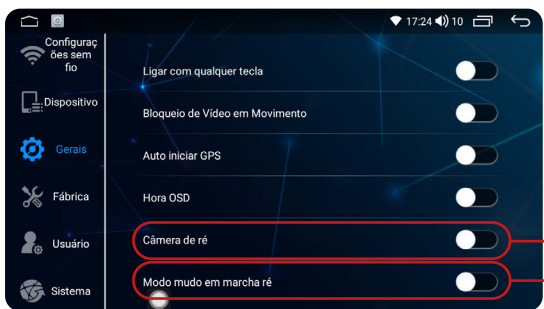 17:24 10
Configuraç
ões sem
fio
Dispositivo
Gerais
Fábrica
Usuário
Sistema
Ligar com qualquer tecla
Bloqueio de Vídeo em Movimento
Auto iniciar GPS
Hora OSD
Câmera de ré
Modo mudo em marcha ré